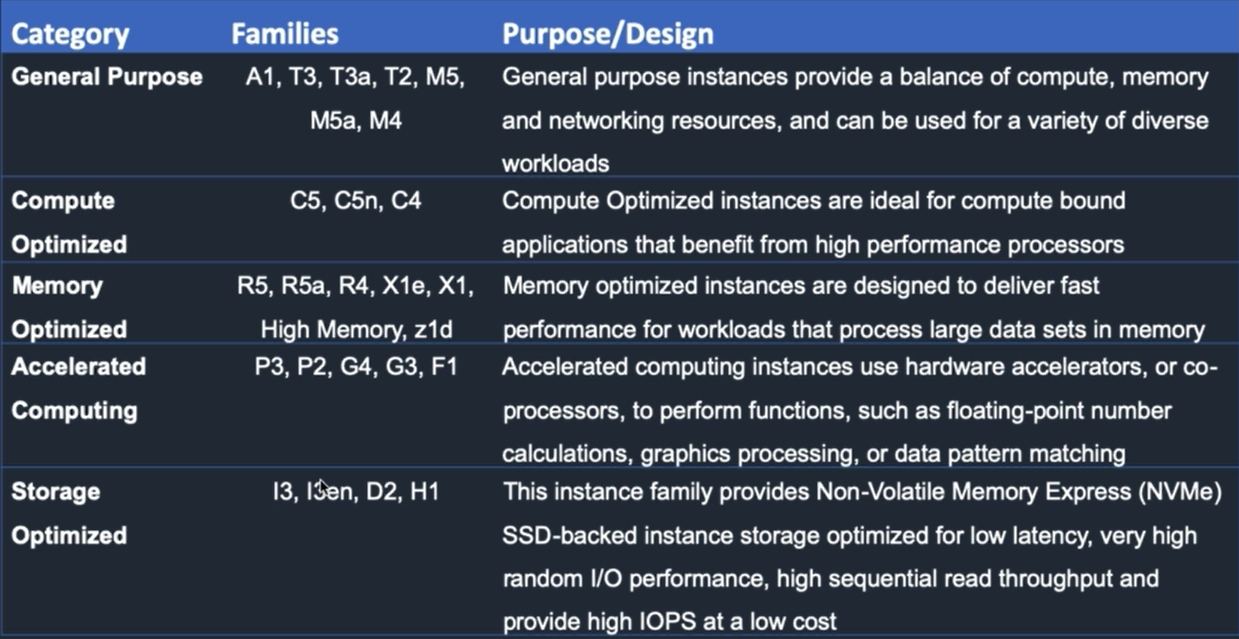 Category Families Purpose/Design
General Purpose A1, T3, T3a, T2, M5, General purpose instances provide a balance of compute, memory
M5a, M4 and networking resources, and can be used for a variety of diverse
workloads
Compute C5, C5n, C4 Compute Optimized instances are ideal for compute bound
Optimized applications that benefit from high performance processors
Memory R5, R5a, R4, X1e, X1, Memory optimized instances are designed to deliver fast
Optimized High Memory, z1d performance for workloads that process large data sets in memory
Accelerated P3, P2, G4, G3, F1 Accelerated computing instances use hardware accelerators, or co-
Computing processors, to perform functions, such as floating-point number
calculations, graphics processing, or data pattern matching
Storage I3, I3en, D2, H1 This instance family provides Non-Volatile Memory Express (NVMe)
Optimized SSD-backed instance storage optimized for low latency, very high
random I/O performance, high sequential read throughput and
provide high IOPS at a low cost